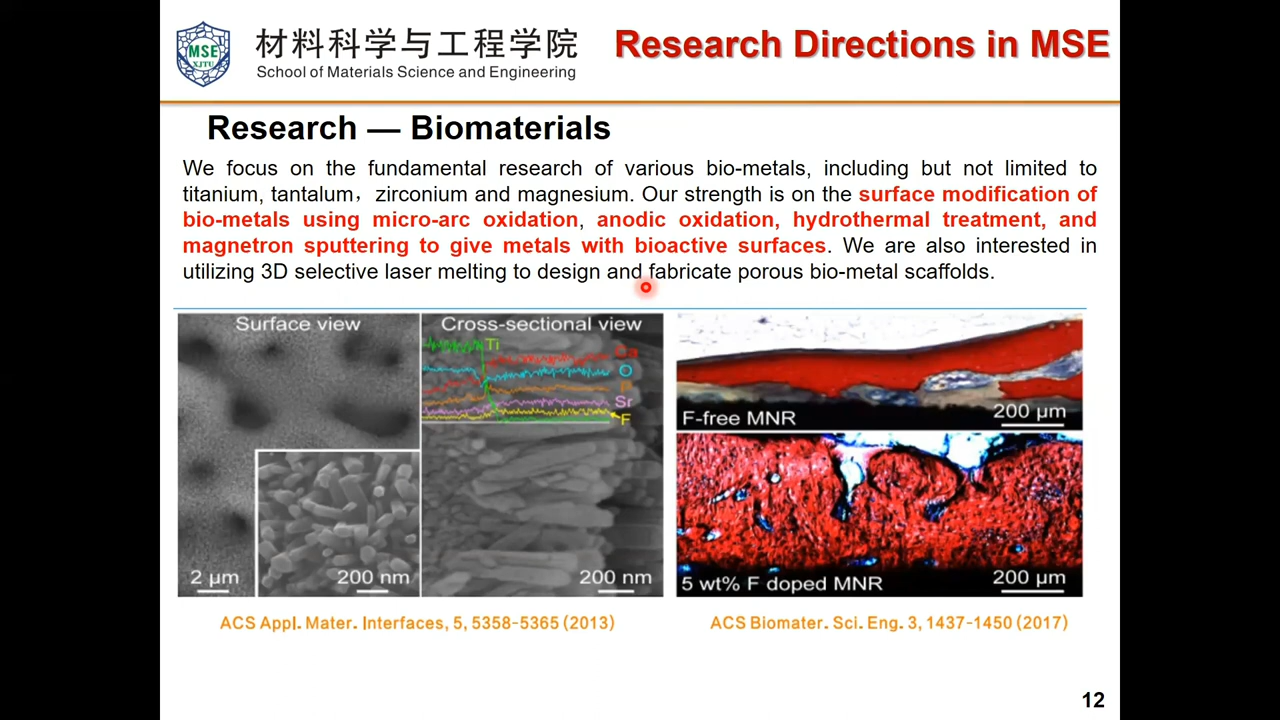 MSE
XJTU
材料科学与工程学院
School of Materials Science and Engineering
Research Directions in MSE
Research — Biomaterials
We focus on the fundamental research of various bio-metals, including but not limited to
titanium, tantalum，zirconium and magnesium. Our strength is on the surface modification of
bio-metals using micro-arc oxidation, anodic oxidation, hydrothermal treatment, and
magnetron sputtering to give metals with bioactive surfaces. We are also interested in
utilizing 3D selective laser melting to design and fabricate porous bio-metal scaffolds.
Surface view
2 µm
200 nm
Cross-sectional view
Ti
Ca
O
P
Sr
F
200 nm
F-free MNR
200 µm
5 wt% F doped MNR
200 µm
ACS Appl. Mater. Interfaces, 5, 5358-5365 (2013)
ACS Biomater. Sci. Eng. 3, 1437-1450 (2017)
12